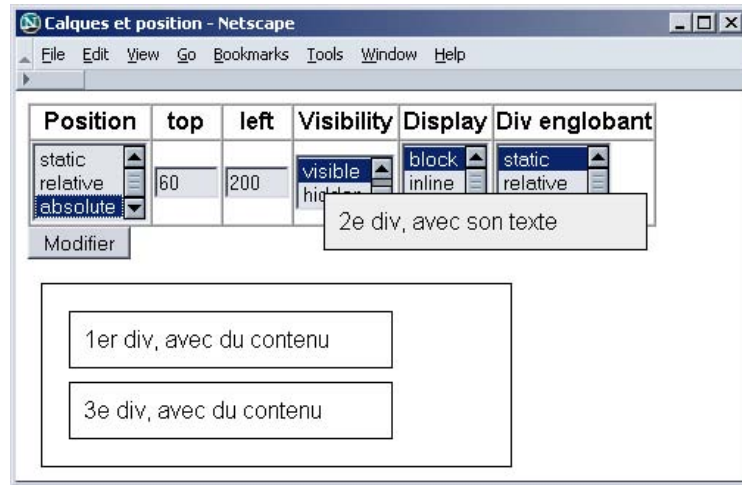 Calques et position - Netscape
File Edit View Go Bookmarks Tools Window Help
Position top left Visibility Display Div englobant
static
relative
absolute
60
200
visible
block
inline
static
relative
2e div, avec son texte
Modifier
1er div, avec du contenu
3e div, avec du contenu